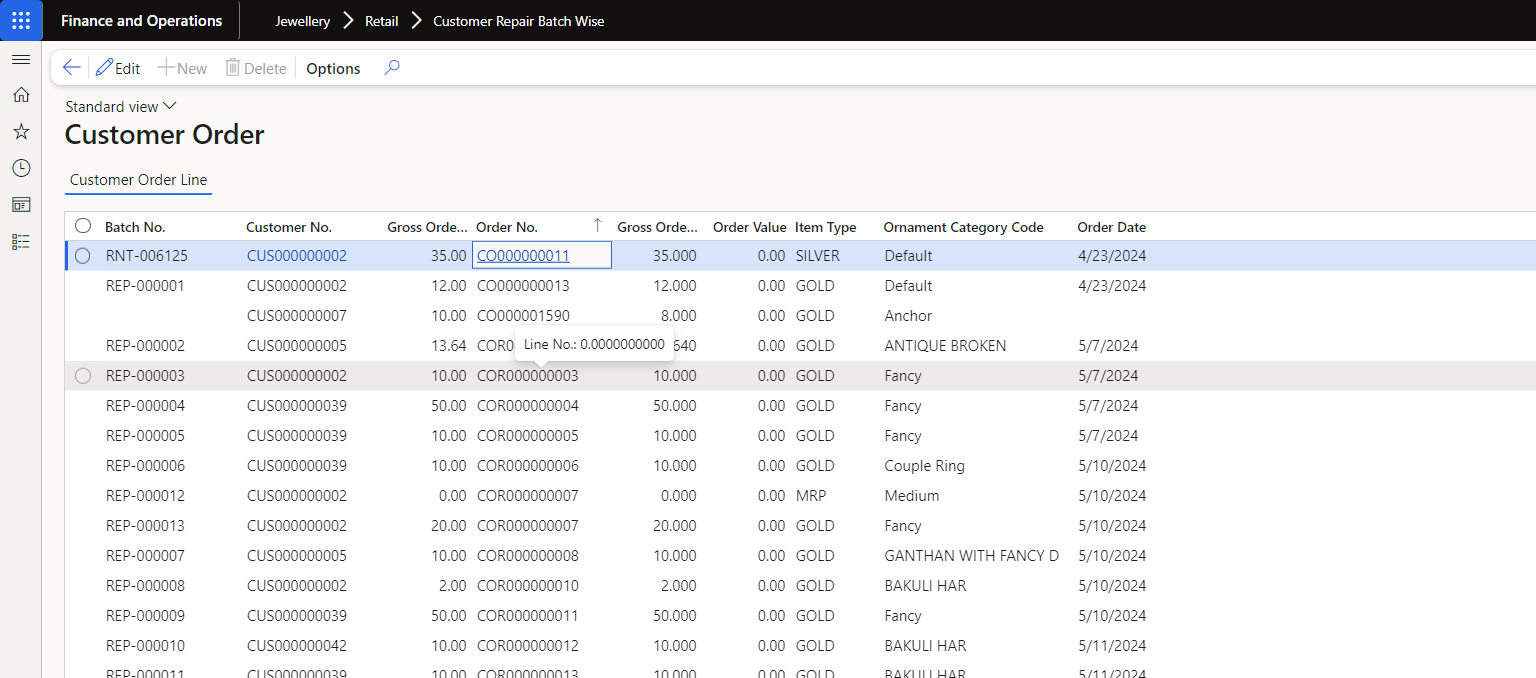 Finance and Operations Jewellery Retail Customer Repair Batch Wise
Edit New Delete Options
Standard view
Customer Order
Customer Order Line
Batch No. Customer No. Gross Orde... Order No. Gross Orde... Order Value Item Type Ornament Category Code Order Date
RNT-006125 CUS000000002 35.00 CO000000011 35.000 0.00 SILVER Default 4/23/2024
REP-000001 CUS000000002 12.00 CO000000013 12.000 0.00 GOLD Default 4/23/2024
CUS000000007 10.00 CO000001590 8.000 0.00 GOLD Anchor
REP-000002 CUS000000005 13.64 COR0 640 0.00 GOLD ANTIQUE BROKEN 5/7/2024
Line No.: 0.0000000000
REP-000003 CUS000000002 10.00 COR000000003 10.000 0.00 GOLD Fancy 5/7/2024
REP-000004 CUS000000039 50.00 COR000000004 50.000 0.00 GOLD Fancy 5/7/2024
REP-000005 CUS000000039 10.00 COR000000005 10.000 0.00 GOLD Fancy 5/7/2024
REP-000006 CUS000000039 10.00 COR000000006 10.000 0.00 GOLD Couple Ring 5/10/2024
REP-000012 CUS000000002 0.00 COR000000007 0.000 0.00 MRP Medium 5/10/2024
REP-000013 CUS000000002 20.00 COR000000007 20.000 0.00 GOLD Fancy 5/10/2024
REP-000007 CUS000000005 10.00 COR000000008 10.000 0.00 GOLD GANTHAN WITH FANCY D 5/10/2024
REP-000008 CUS000000002 2.00 COR000000010 2.000 0.00 GOLD BAKULI HAR 5/10/2024
REP-000009 CUS000000039 50.00 COR000000011 50.000 0.00 GOLD Fancy 5/10/2024
REP-000010 CUS000000042 10.00 COR000000012 10.000 0.00 GOLD BAKULI HAR 5/11/2024
REP-000011 CUS000000039 10.00 COR000000013 10.000 0.00 GOLD BAKULI HAR 5/11/2024